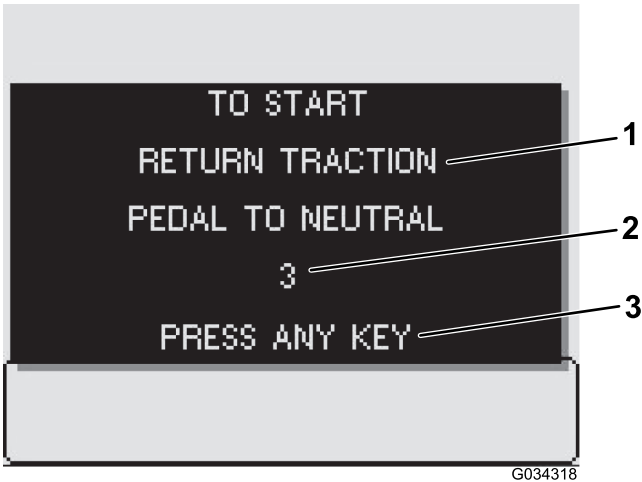 TO START
RETURN TRACTION
1
PEDAL TO NEUTRAL
2
3
3
PRESS ANY KEY
G034318